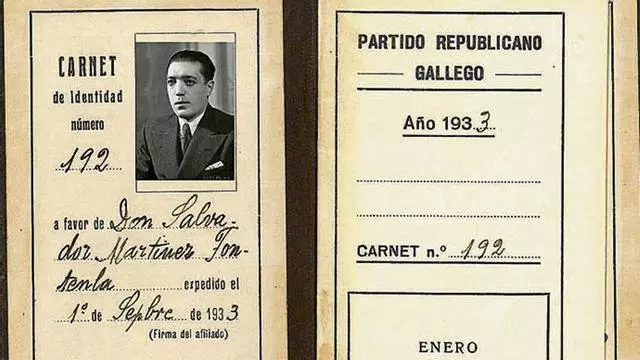 CARNET
de Identidad
número
192
a favor de Don Salva-
dor Martinez Fon-
tenla expedido el
1º de Sepbre de 1933
(Firma del afiliado)
PARTIDO REPUBLICANO
GALLEGO
Año 1933
CARNET n.º 192
ENERO